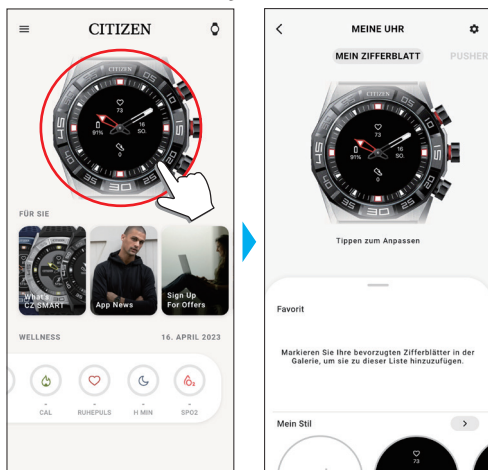 CITIZEN
CITIZEN
73
91%
16
SO.
0
FÜR SIE
What's
CZ SMART
App News
Sign Up
For Offers
WELLNESS
16. APRIL 2023
CAL
RUHEPULS
H MIN
SPO2
MEINE UHR
MEIN ZIFFERBLATT
PUSHER
CITIZEN
73
91%
16
SO.
0
Tippen zum Anpassen
Favorit
Markieren Sie Ihre bevorzugten Zifferblätter in der
Galerie, um sie zu dieser Liste hinzuzufügen.
Mein Stil
73